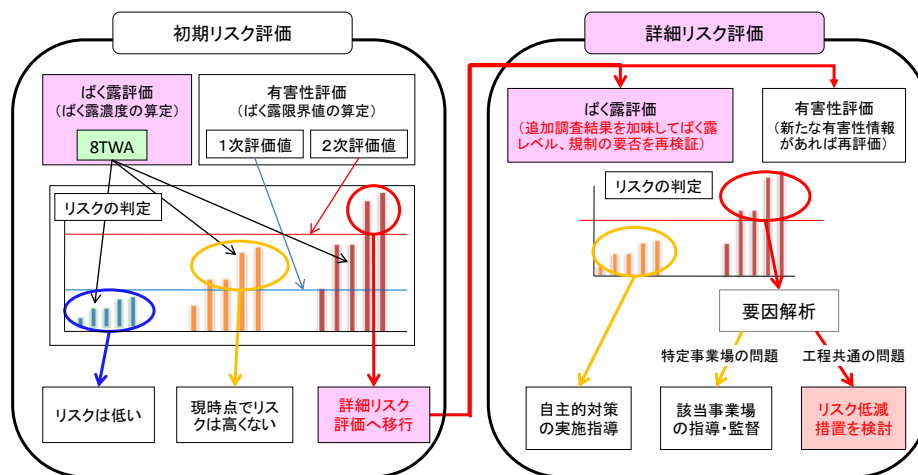 初期リスク評価
ばく露評価
(ばく露濃度の算定)
8TWA
有害性評価
(ばく露限界値の算定)
1次評価値
2次評価値
リスクの判定
リスクは低い
現時点でリスク
は高くない
詳細リスク
評価へ移行
詳細リスク評価
ばく露評価
(追加調査結果を加味してばく露
レベル、規制の要否を再検証)
有害性評価
(新たな有害性情報
があれば再評価)
リスクの判定
要因解析
特定事業場の問題
工程共通の問題
自主的対策
の実施指導
該当事業場
の指導・監督
リスク低減
措置を検討